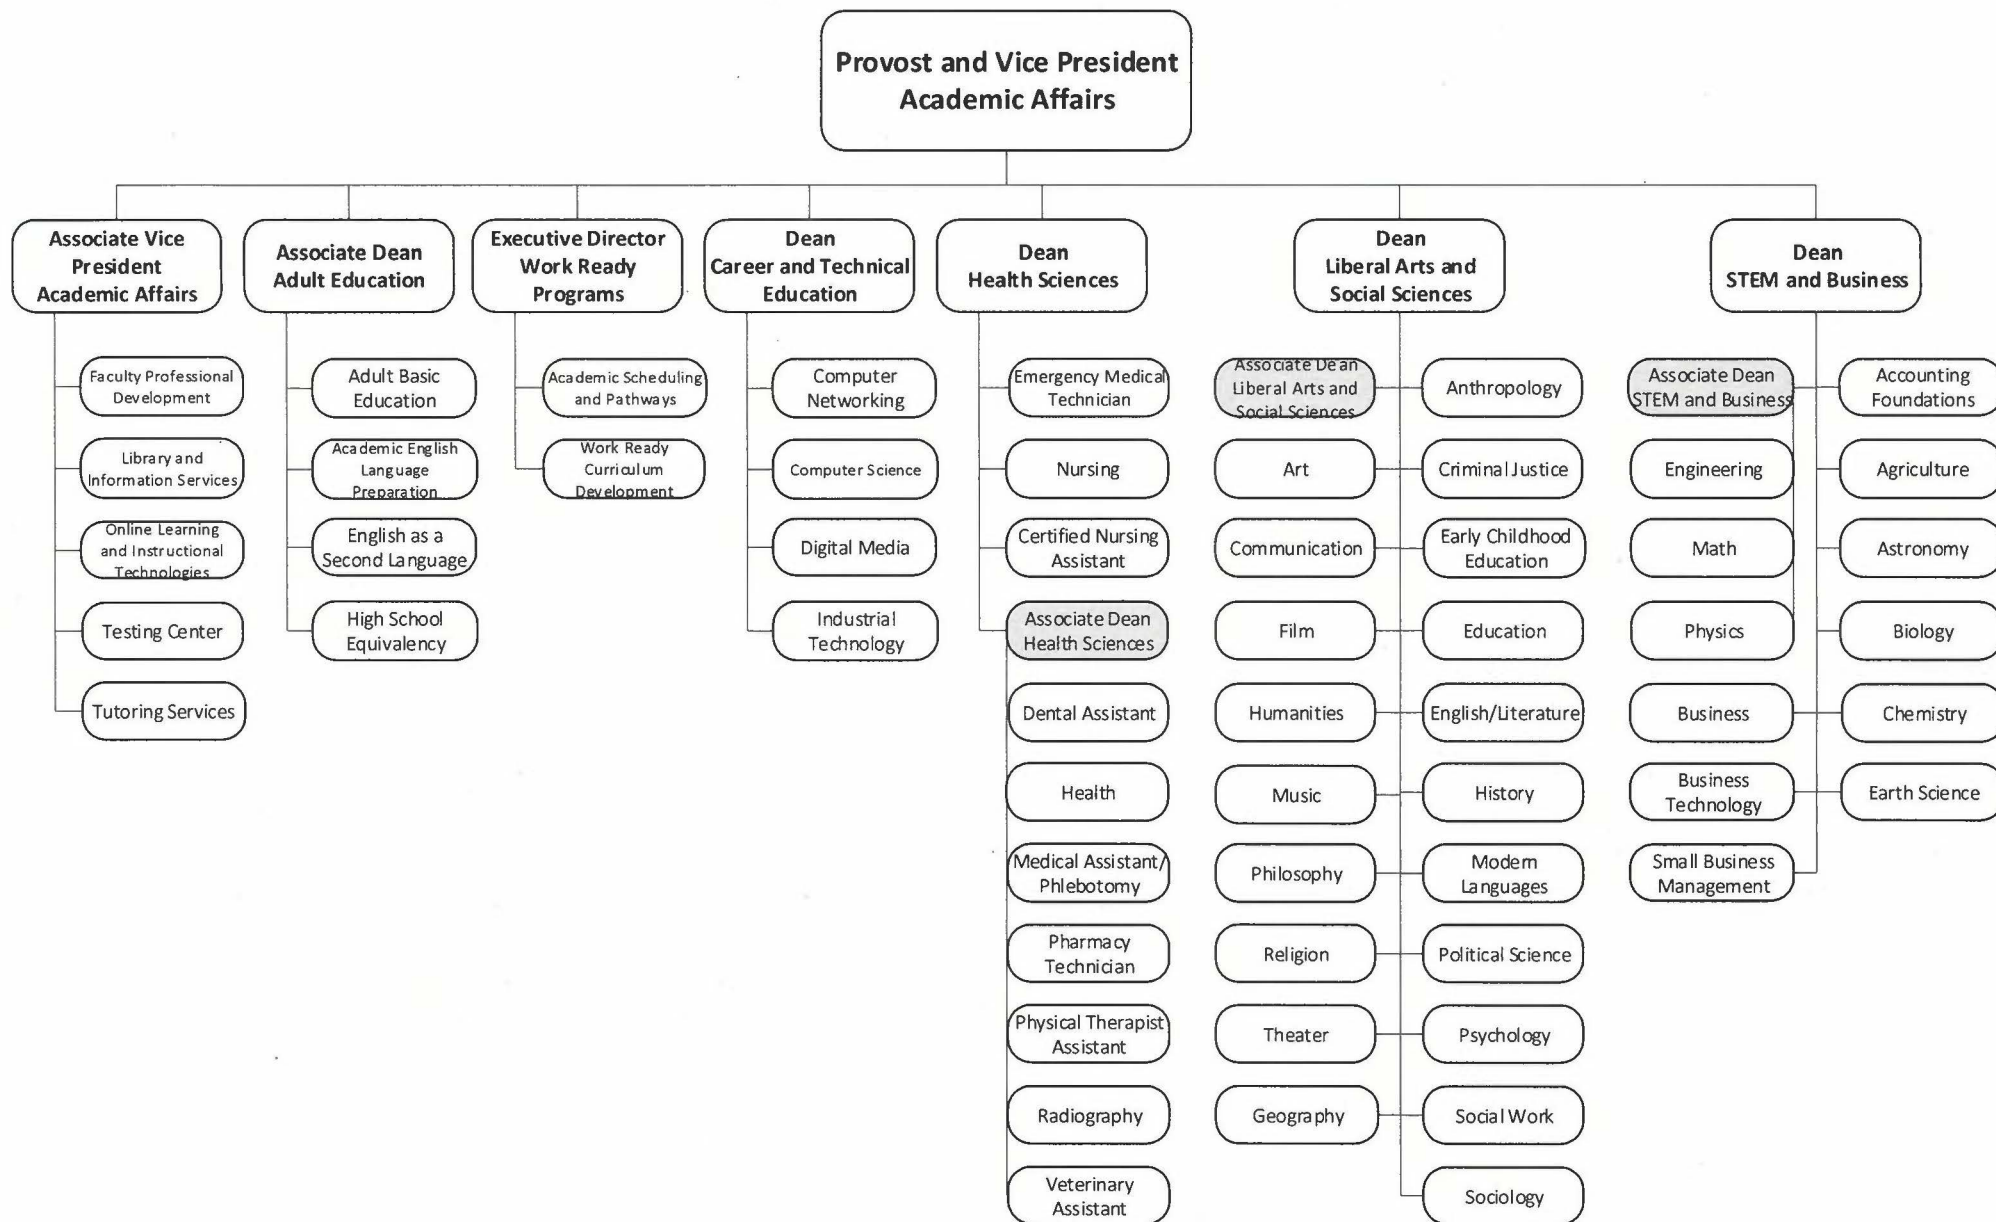 Provost and Vice President
Academic Affairs
Associate Vice
President
Academic Affairs
Faculty Professional
Development
Library and
Information Services
Online Learning
and Instructional
Technologies
Testing Center
Tutoring Services
Associate Dean
Adult Education
Adult Basic
Education
Academic English
Language
Preparation
English as a
Second Language
High School
Equivalency
Executive Director
Work Ready
Programs
Academic Scheduling
and Pathways
Work Ready
Curriculum
Development
Dean
Career and Technical
Education
Computer
Networking
Computer Science
Digital Media
Industrial
Technology
Dean
Health Sciences
Emergency Medical
Technician
Nursing
Certified Nursing
Assistant
Associate Dean
Health Sciences
Dental Assistant
Health
Medical Assistant/
Phlebotomy
Pharmacy
Technician
Physical Therapist
Assistant
Radiography
Veterinary
Assistant
Dean
Liberal Arts and
Social Sciences
Associate Dean
Liberal Arts and
Social Sciences
Art
Communication
Film
Humanities
Music
Philosophy
Religion
Theater
Geography
Anthropology
Criminal Justice
Early Childhood
Education
Education
English/Literature
History
Modern
Languages
Political Science
Psychology
Social Work
Sociology
Dean
STEM and Business
Associate Dean
STEM and Business
Engineering
Math
Physics
Business
Business
Technology
Small Business
Management
Accounting
Foundations
Agriculture
Astronomy
Biology
Chemistry
Earth Science